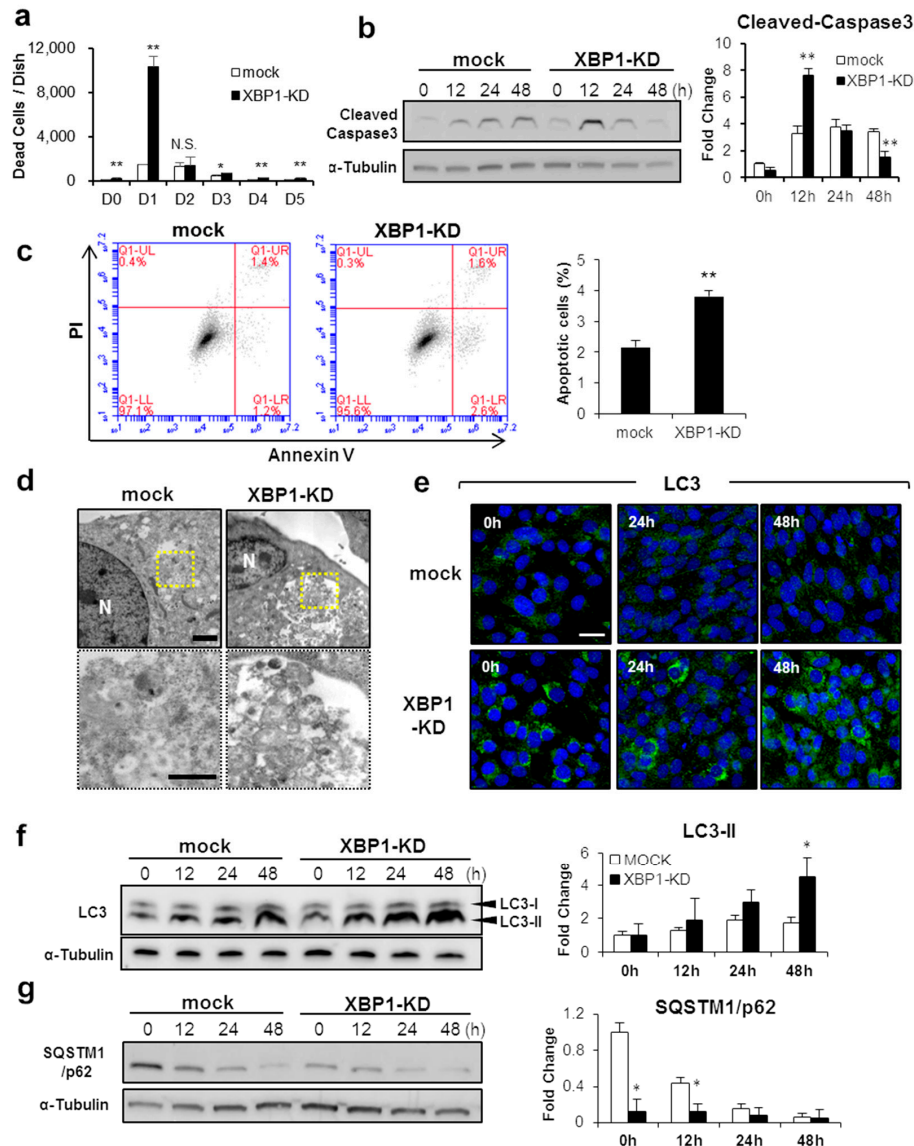 a
Dead Cells / Dish
12,000
8,000
4,000
0
**
**
N.S.
*
**
**
mock
XBP1-KD
D0 D1 D2 D3 D4 D5
b
mock XBP1-KD
0 12 24 48 0 12 24 48 (h)
Cleaved
Caspase3
α-Tubulin
Cleaved-Caspase3
Fold Change
10
8
6
4
2
0
mock
XBP1-KD
**
**
0h 12h 24h 48h
c
mock XBP1-KD
PI
Q1-UL
0.4%
Q1-UR
1.4%
Q1-LL
97.1%
Q1-LR
1.2%
Q1-UL
0.3%
Q1-UR
1.6%
Q1-LL
95.6%
Q1-LR
2.6%
Annexin V
Apoptotic cells (%)
5
4
3
2
1
0
**
mock XBP1-KD
d
mock XBP1-KD
N
N
e
LC3
mock
0h 24h 48h
XBP1
-KD
0h 24h 48h
f
mock XBP1-KD
0 12 24 48 0 12 24 48 (h)
LC3
LC3-I
LC3-II
α-Tubulin
LC3-II
Fold Change
6
4
2
0
MOCK
XBP1-KD
*
0h 12h 24h 48h
g
mock XBP1-KD
0 12 24 48 0 12 24 48 (h)
SQSTM1
/p62
α-Tubulin
SQSTM1/p62
Fold Change
1.2
0.8
0.4
0
*
*
0h 12h 24h 48h